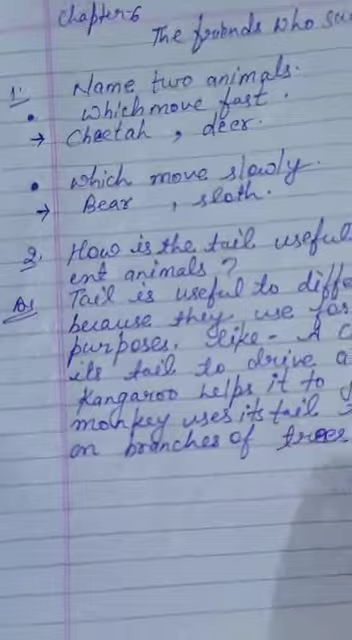 Chapter-6
The friends who
1. Name two animals.
• which move fast.
→ Cheetah, deer.
• which move slowly.
→ Bear, sloth.
2. How is the tail useful
ent animals?
Ans Tail is useful to diffe
because they use for
purposes. like - A
its tail to drive
Kangaroo helps it to
monkey uses its tail
on branches of trees